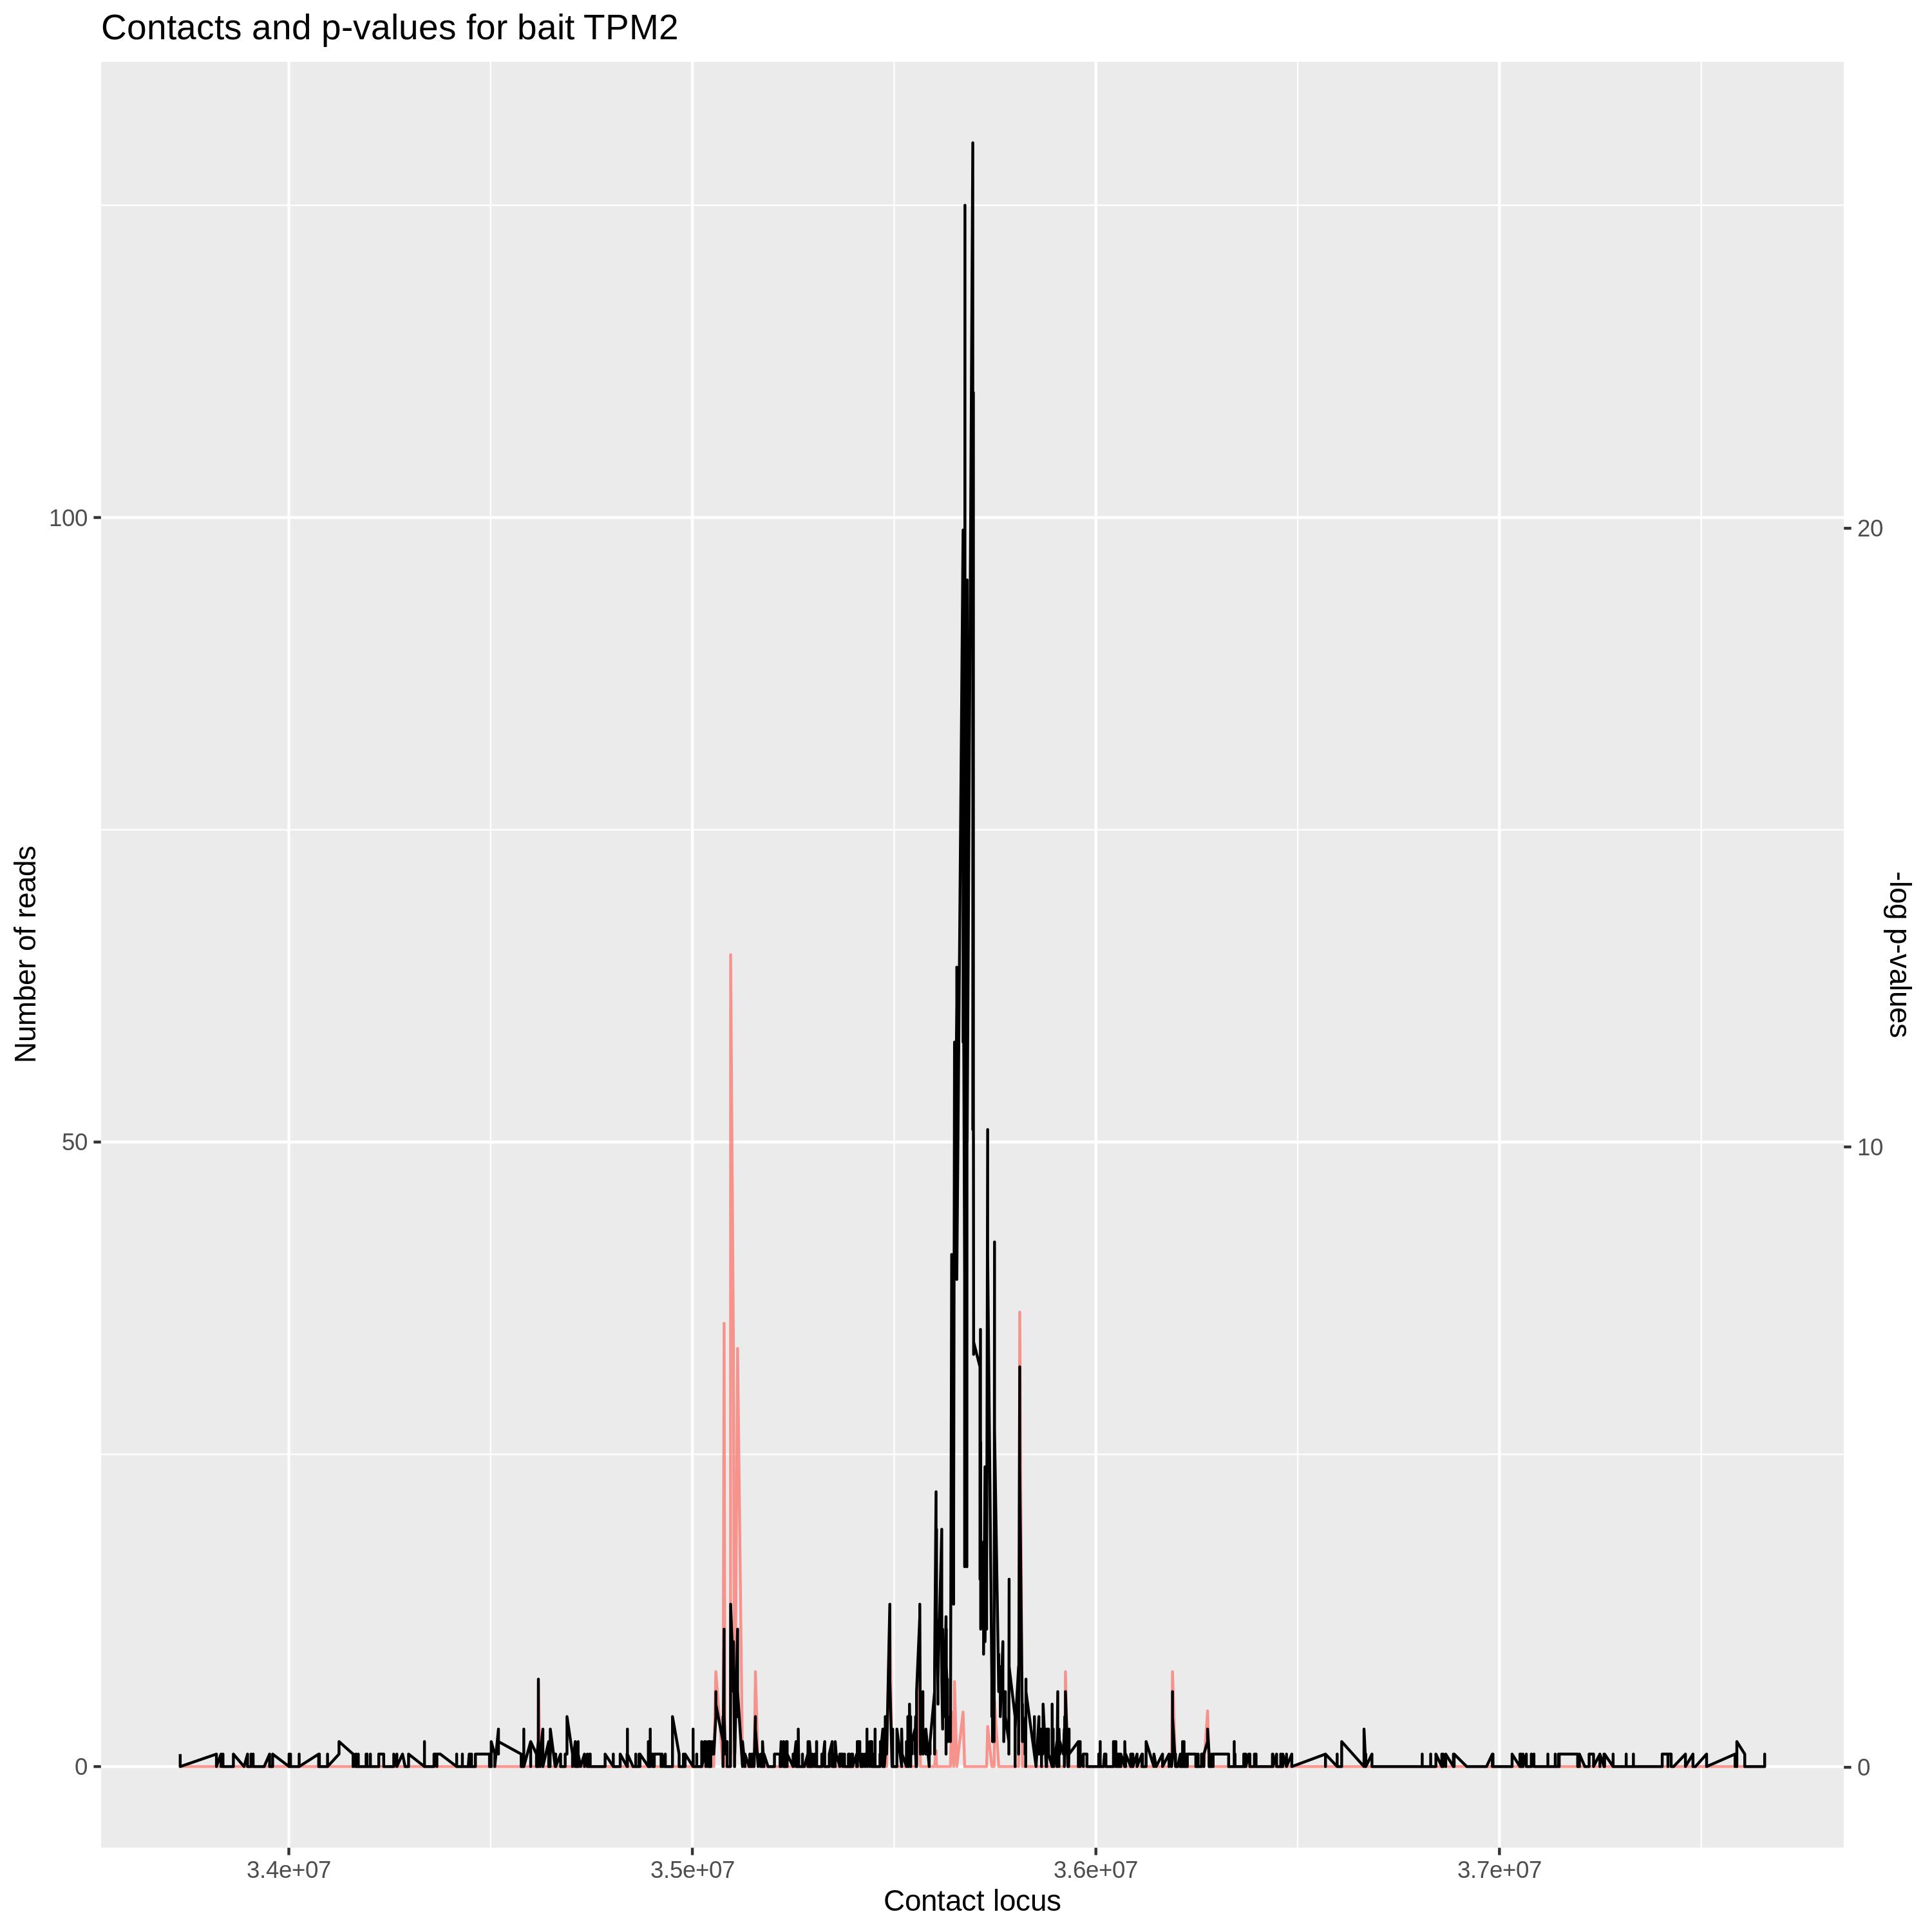 Contacts and p-values for bait TPM2
100
50
0
Number of reads
20
10
0
-log p-values
3.4e+07
3.5e+07
3.6e+07
3.7e+07
Contact locus